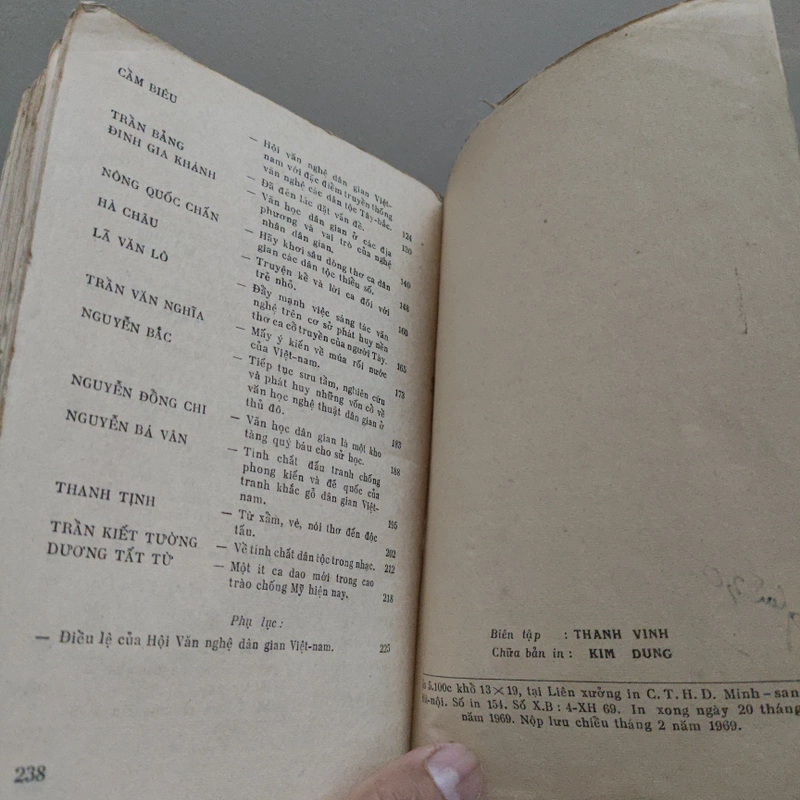 CẦM BIÊU
— Hội văn nghệ dân gian Việt-
nam với đặc điểm truyền thống
văn nghệ các dân tộc Tây-bắc. 124
TRẦN BẢNG
— Đã đến lúc đặt vấn đề. 130
ĐINH GIA KHÁNH
— Văn học dân gian ở các địa
phương và vai trò của nghệ
nhân dân gian. 140
NÔNG QUỐC CHẤN
— Hãy khơi sâu dòng thơ ca dân
gian các dân tộc thiểu số.
HÀ CHÂU
— Truyện kể và lời ca đối với
trẻ nhỏ. 160
LÃ VĂN LÔ
— Đẩy mạnh việc sáng tác văn
nghệ trên cơ sở phát huy nền
thơ ca cổ truyền của người Tày. 165
TRẦN VĂN NGHĨA
— Mấy ý kiến về múa rối nước
của Việt-nam. 173
NGUYỄN BẮC
— Tiếp tục sưu tầm, nghiên cứu
và phát huy những vốn cổ về
văn học nghệ thuật dân gian ở
thủ đô. 183
NGUYỄN ĐỒNG CHI
— Văn học dân gian là một kho
tàng quý báu cho sử học. 188
NGUYỄN BÁ VÂN
— Tính chất đấu tranh chống
phong kiến và đế quốc của
tranh khắc gỗ dân gian Việt-
nam. 195
THANH TỊNH
— Từ xẩm, vè, nói thơ đến độc
tấu. 202
TRẦN KIẾT TƯỜNG
— Về tính chất dân tộc trong nhạc. 212
DƯƠNG TẤT TỪ
— Một ít ca dao mới trong cao
trào chống Mỹ hiện nay. 218
Phụ lục:
— Điều lệ của Hội Văn nghệ dân gian Việt-nam. 225
238
Biên tập : THANH VINH
Chữa bản in : KIM DUNG
5.100c khổ 13×19, tại Liên xưởng in C.T.H.D. Minh-san
Hà-nội. Số in 154. Số X.B : 4-XH 69. In xong ngày 20 tháng
năm 1969. Nộp lưu chiểu tháng 2 năm 1969.